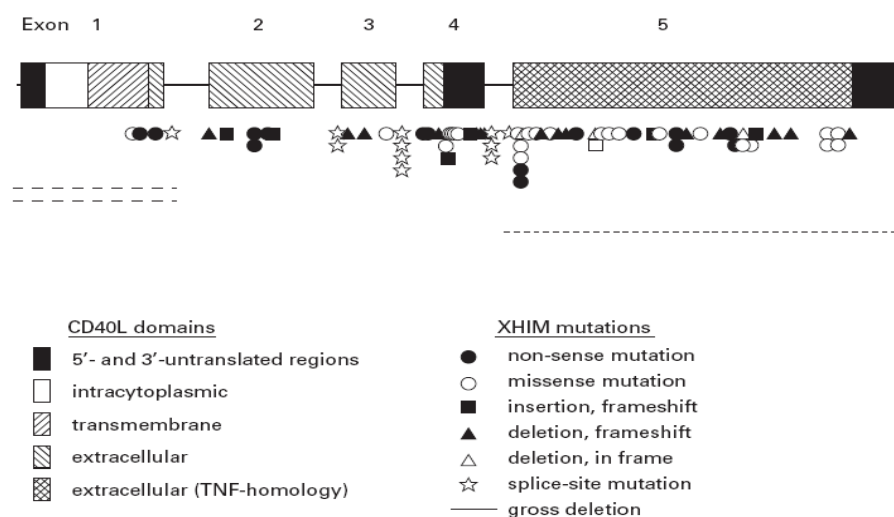 Exon 1 2 3 4 5
CD40L domains
5′- and 3′-untranslated regions
intracytoplasmic
transmembrane
extracellular
extracellular (TNF-homology)
XHIM mutations
non-sense mutation
missense mutation
insertion, frameshift
deletion, frameshift
deletion, in frame
splice-site mutation
gross deletion